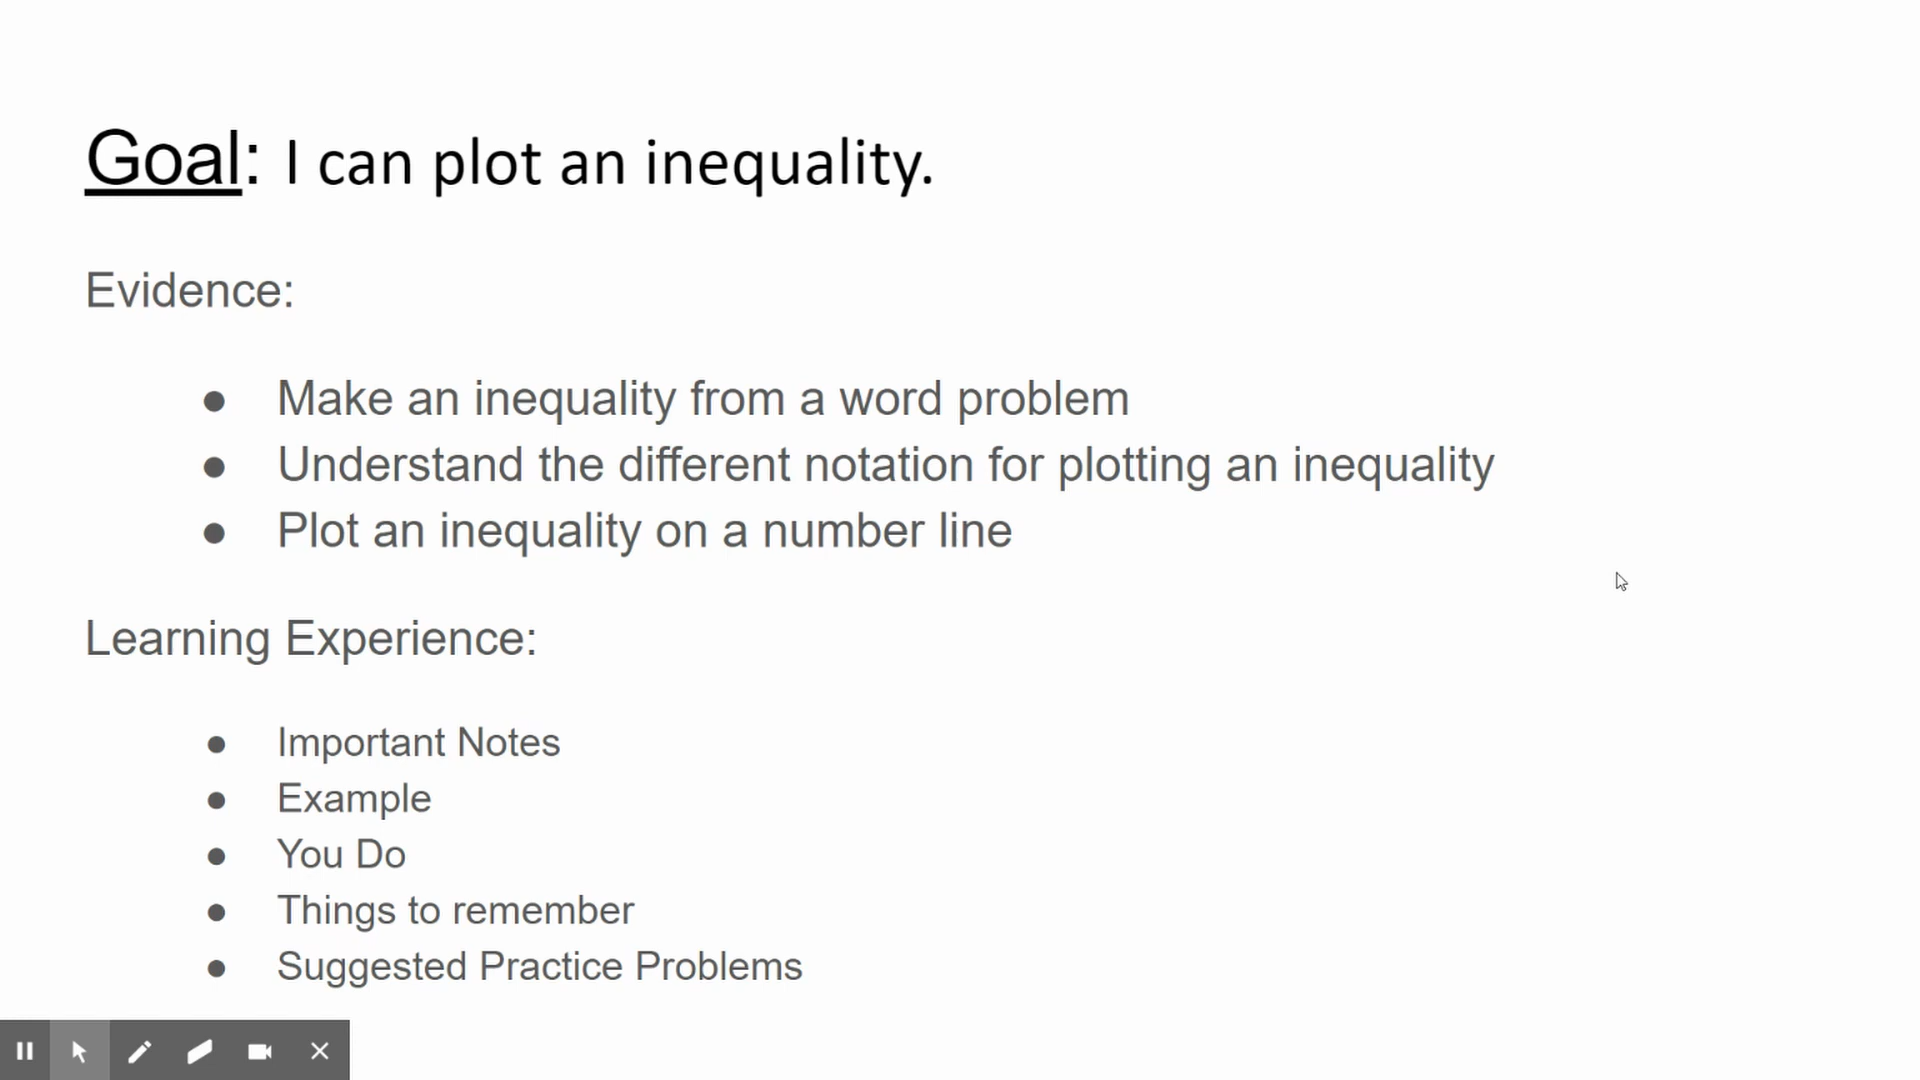 Goal: I can plot an inequality.
Evidence:
● Make an inequality from a word problem
● Understand the different notation for plotting an inequality
● Plot an inequality on a number line
Learning Experience:
● Important Notes
● Example
● You Do
● Things to remember
● Suggested Practice Problems